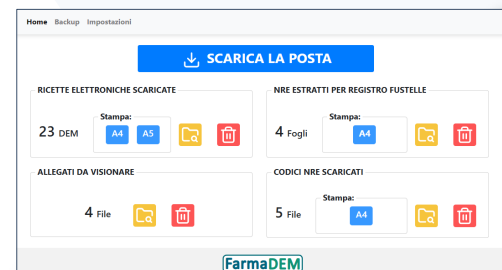 Home Backup Impostazioni
SCARICA LA POSTA
RICETTE ELETTRONICHE SCARICATE
Stampa:
23 DEM A4 A5
NRE ESTRATTI PER REGISTRO FUSTELLE
Stampa:
4 Fogli A4
ALLEGATI DA VISIONARE
4 File
CODICI NRE SCARICATI
Stampa:
5 File A4
FarmaDEM